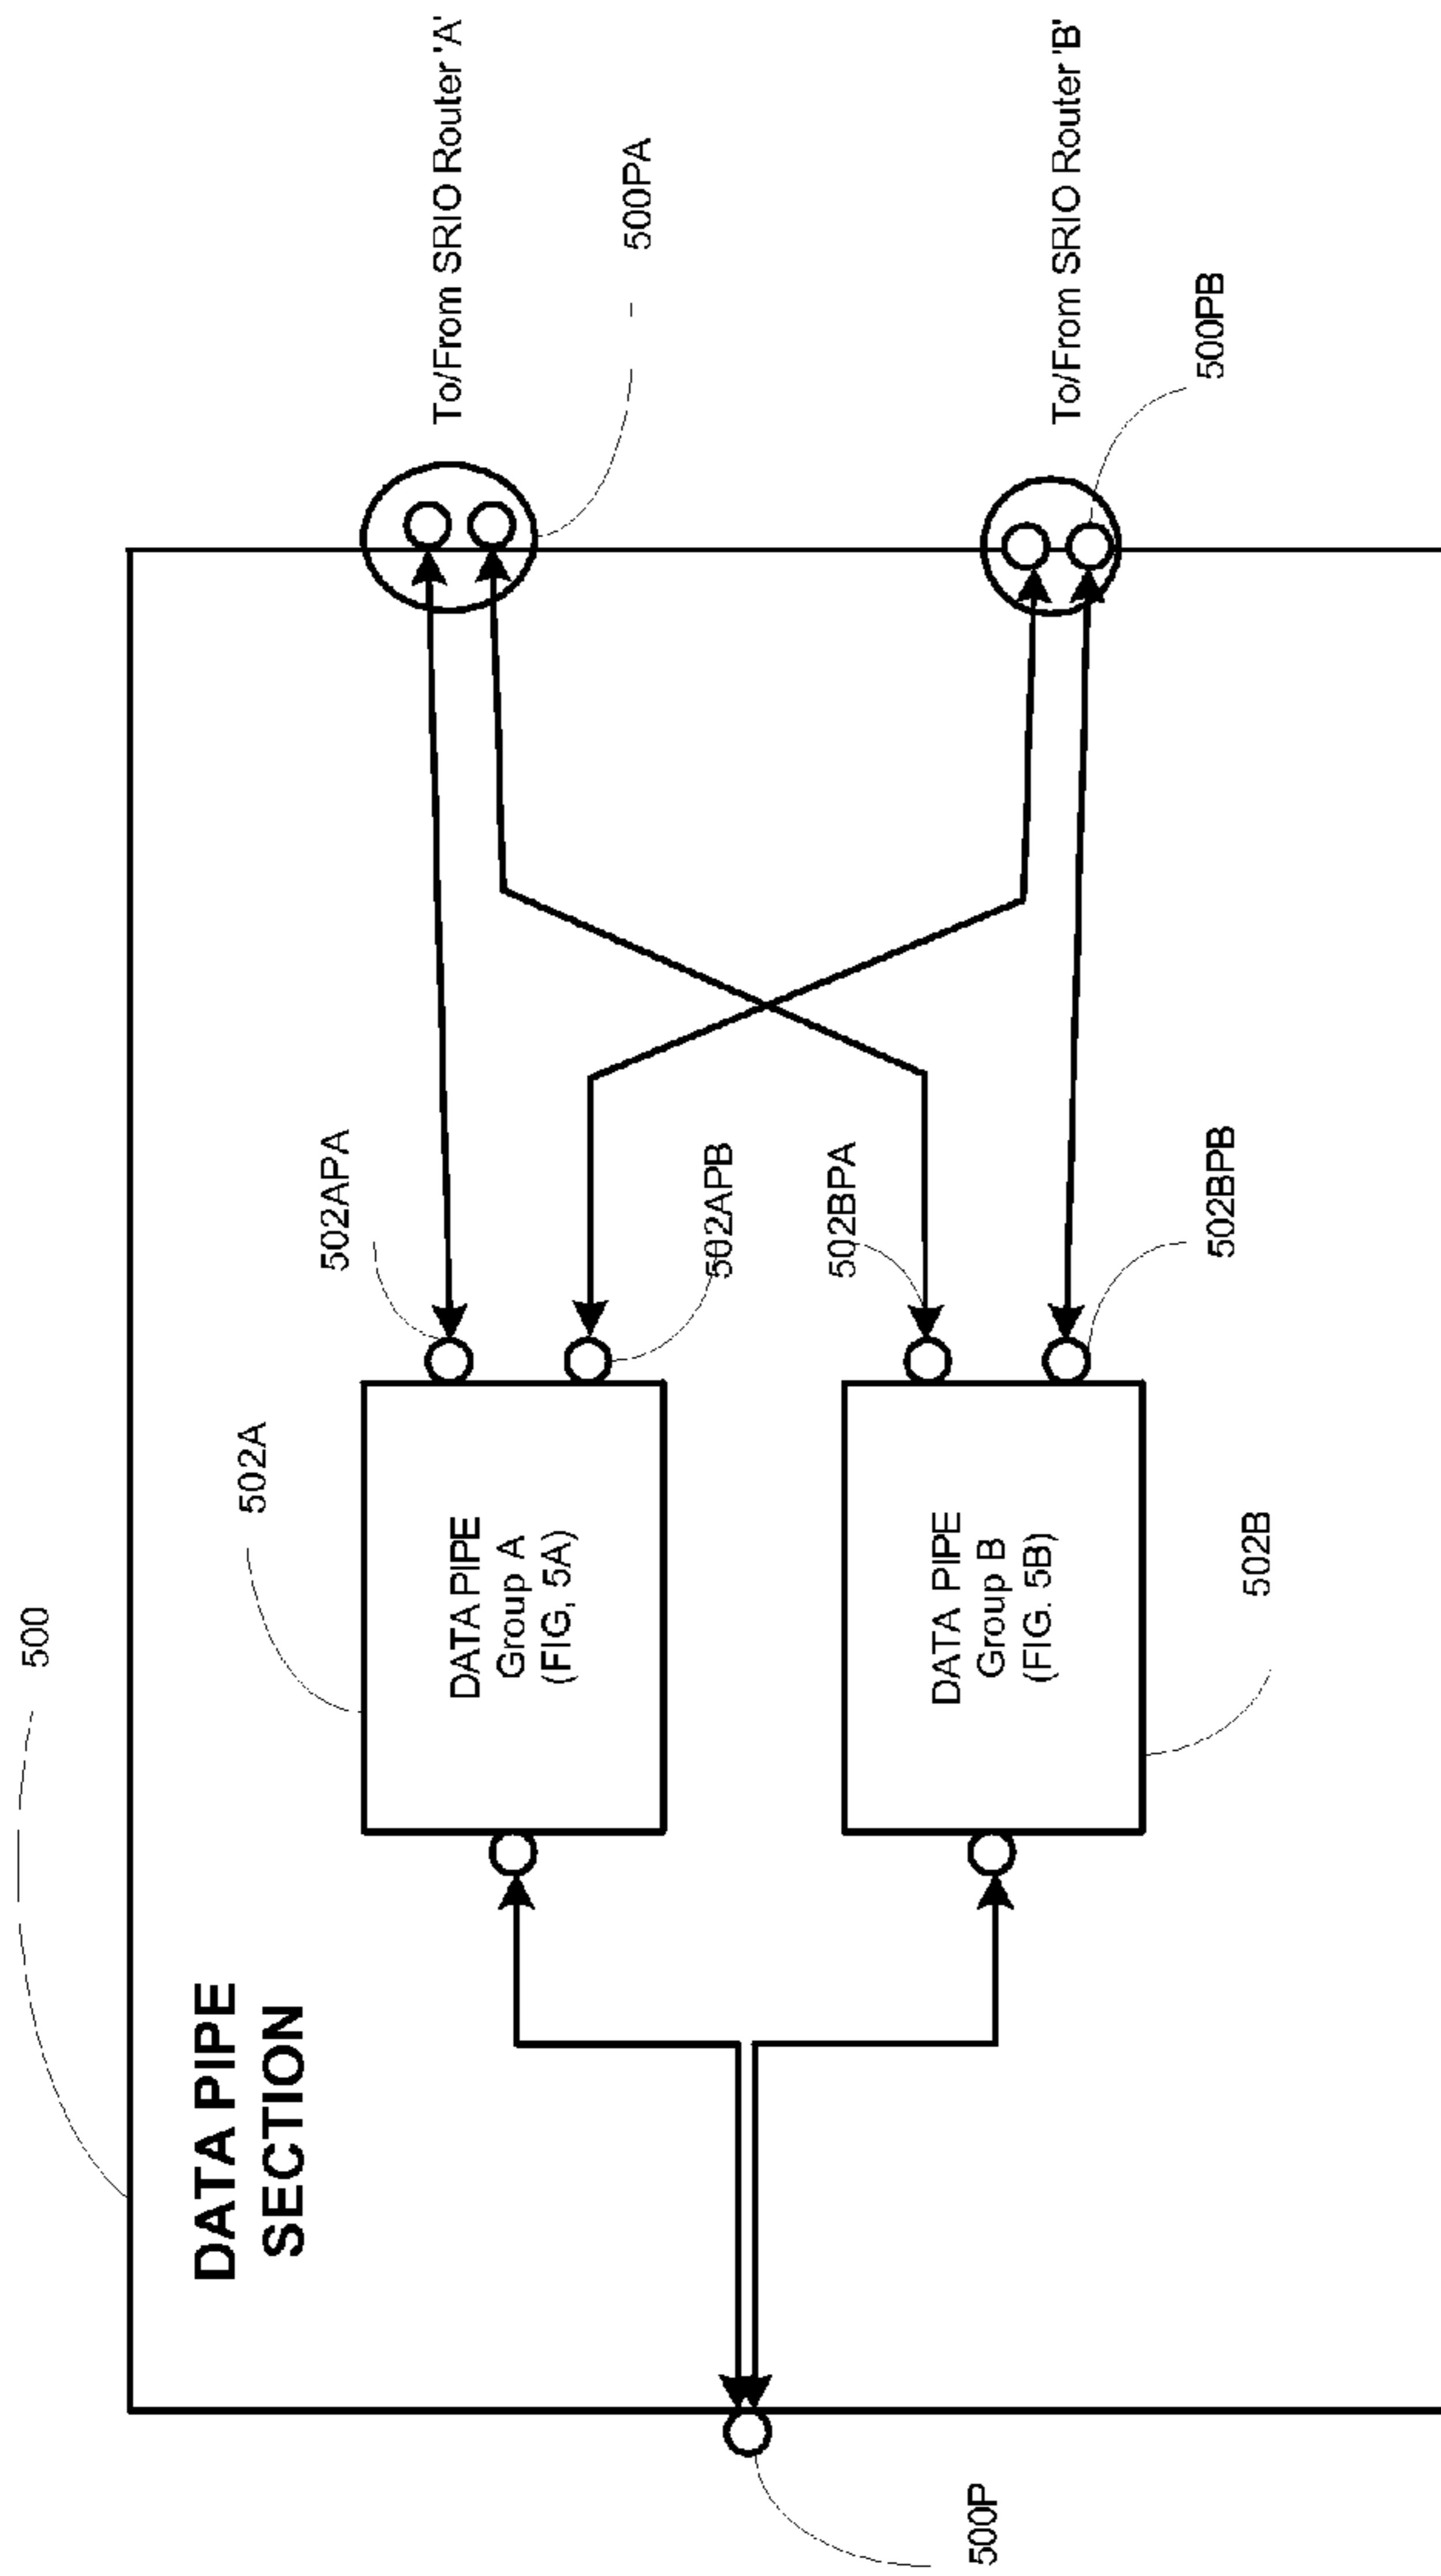 500
DATA PIPE
SECTION
502A
502APA
To/From SRIO Router 'A'
500PA
DATA PIPE
Group A
(FIG, 5A)
502APB
500P
502BPA
DATA PIPE
Group B
(FIG. 5B)
To/From SRIO Router 'B'
500PB
502BPB
502B